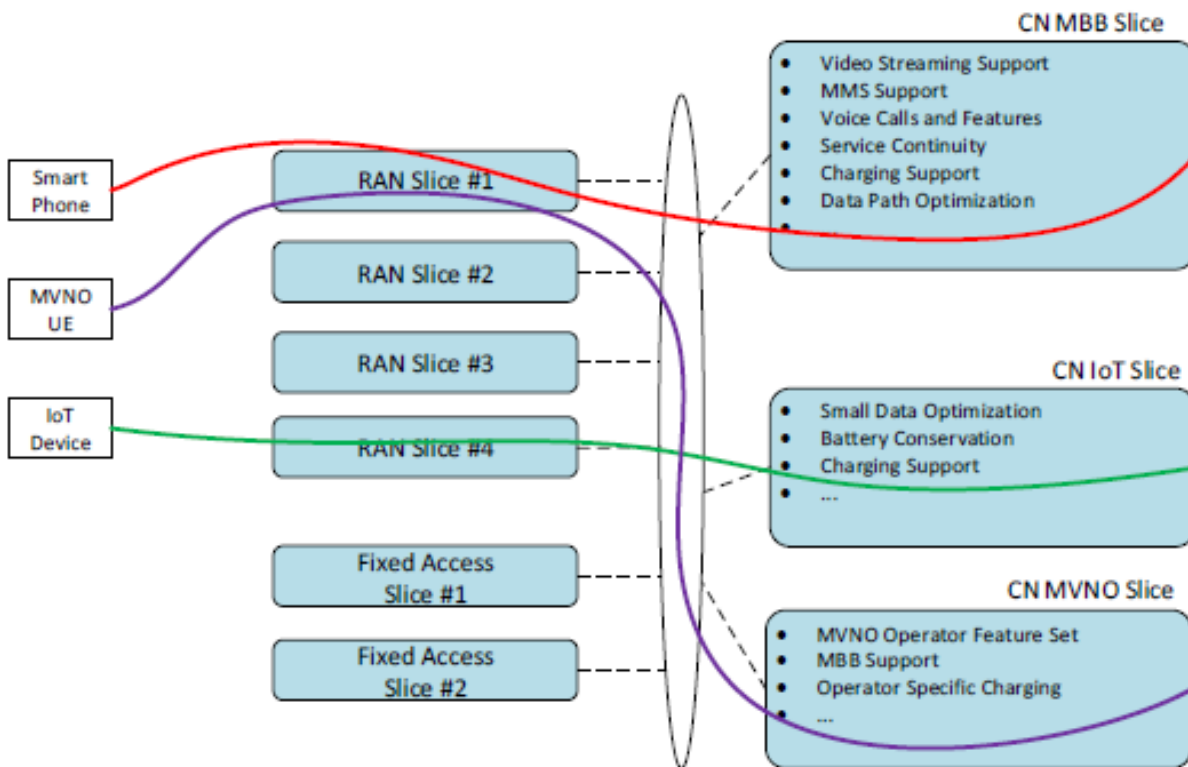 CN MBB Slice
• Video Streaming Support
• MMS Support
• Voice Calls and Features
• Service Continuity
• Charging Support
• Data Path Optimization
• ....
Smart
Phone
MVNO
UE
IoT
Device
RAN Slice #1
RAN Slice #2
RAN Slice #3
RAN Slice #4
Fixed Access
Slice #1
Fixed Access
Slice #2
CN IoT Slice
• Small Data Optimization
• Battery Conservation
• Charging Support
• ...
CN MVNO Slice
• MVNO Operator Feature Set
• MBB Support
• Operator Specific Charging
• ...